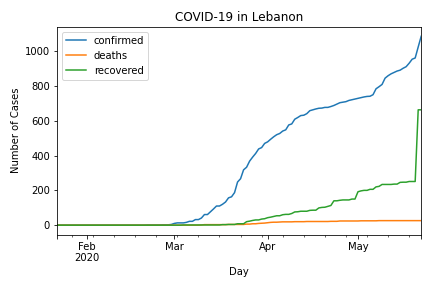 COVID-19 in Lebanon
confirmed
deaths
recovered
Number of Cases
1000
800
600
400
200
0
Feb
2020
Mar
Apr
May
Day